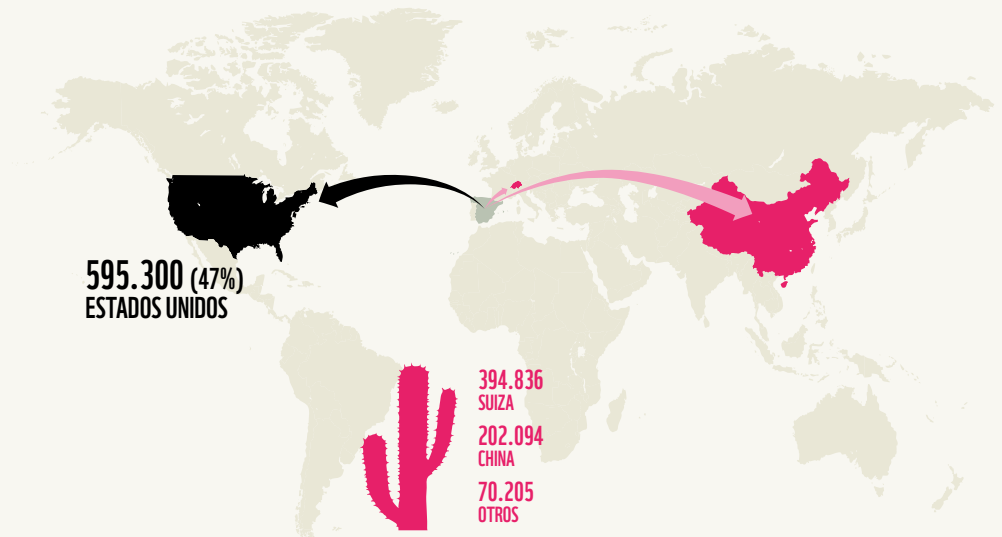 595.300 (47%)
ESTADOS UNIDOS
394.836
SUIZA
202.094
CHINA
70.205
OTROS